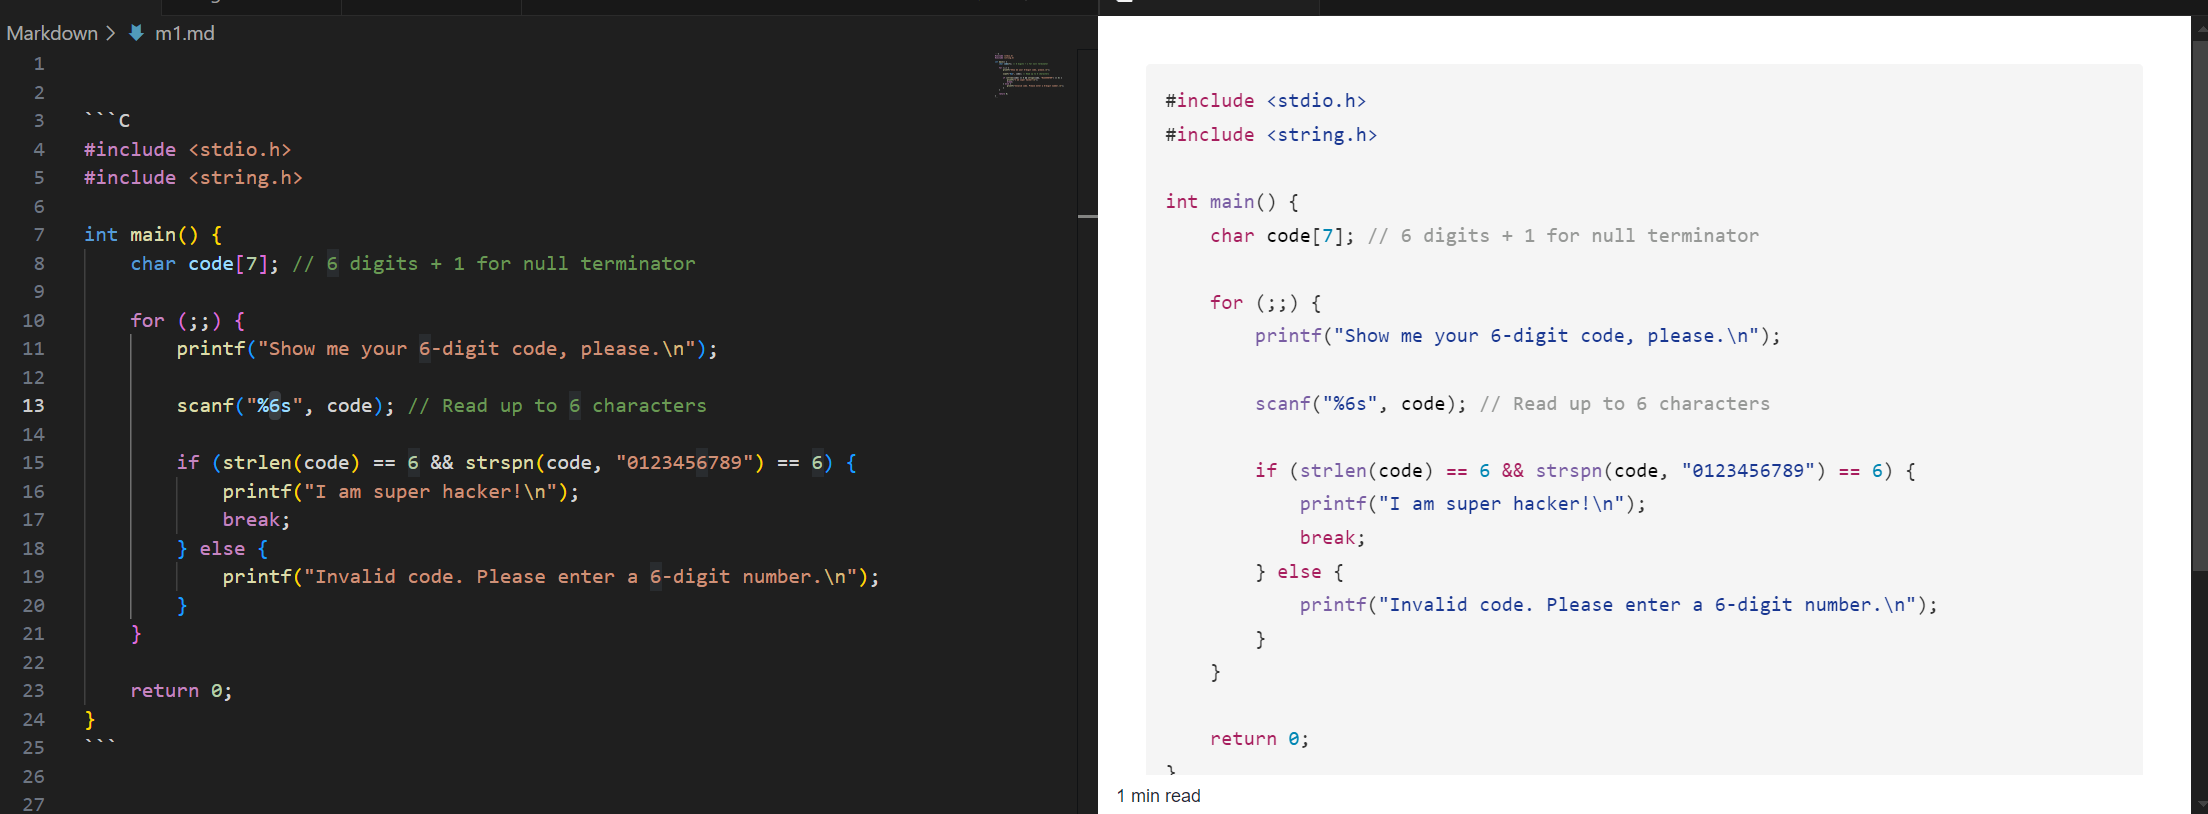 Markdown > m1.md
1
2
3 ```C
4 #include <stdio.h>
5 #include <string.h>
6
7 int main() {
8     char code[7]; // 6 digits + 1 for null terminator
9
10     for (;;) {
11         printf("Show me your 6-digit code, please.\n");
12
13         scanf("%6s", code); // Read up to 6 characters
14
15         if (strlen(code) == 6 && strspn(code, "0123456789") == 6) {
16             printf("I am super hacker!\n");
17             break;
18         } else {
19             printf("Invalid code. Please enter a 6-digit number.\n");
20         }
21     }
22
23     return 0;
24 }
25 ```
26
27
#include <stdio.h>
#include <string.h>

int main() {
    char code[7]; // 6 digits + 1 for null terminator

    for (;;) {
        printf("Show me your 6-digit code, please.\n");

        scanf("%6s", code); // Read up to 6 characters

        if (strlen(code) == 6 && strspn(code, "0123456789") == 6) {
            printf("I am super hacker!\n");
            break;
        } else {
            printf("Invalid code. Please enter a 6-digit number.\n");
        }
    }

    return 0;
}
1 min read